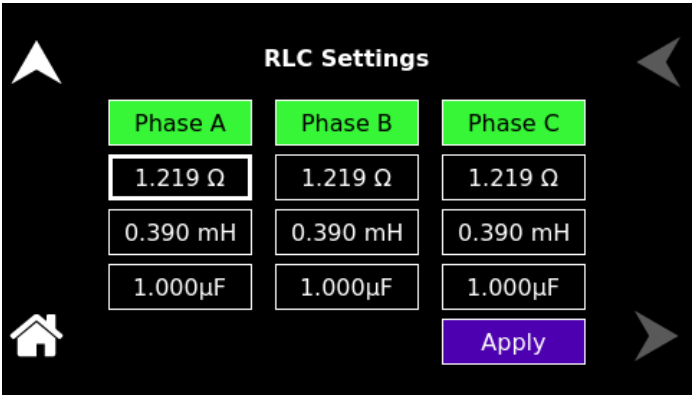 RLC Settings
Phase A Phase B Phase C
1.219 Ω 1.219 Ω 1.219 Ω
0.390 mH 0.390 mH 0.390 mH
1.000µF 1.000µF 1.000µF
Apply